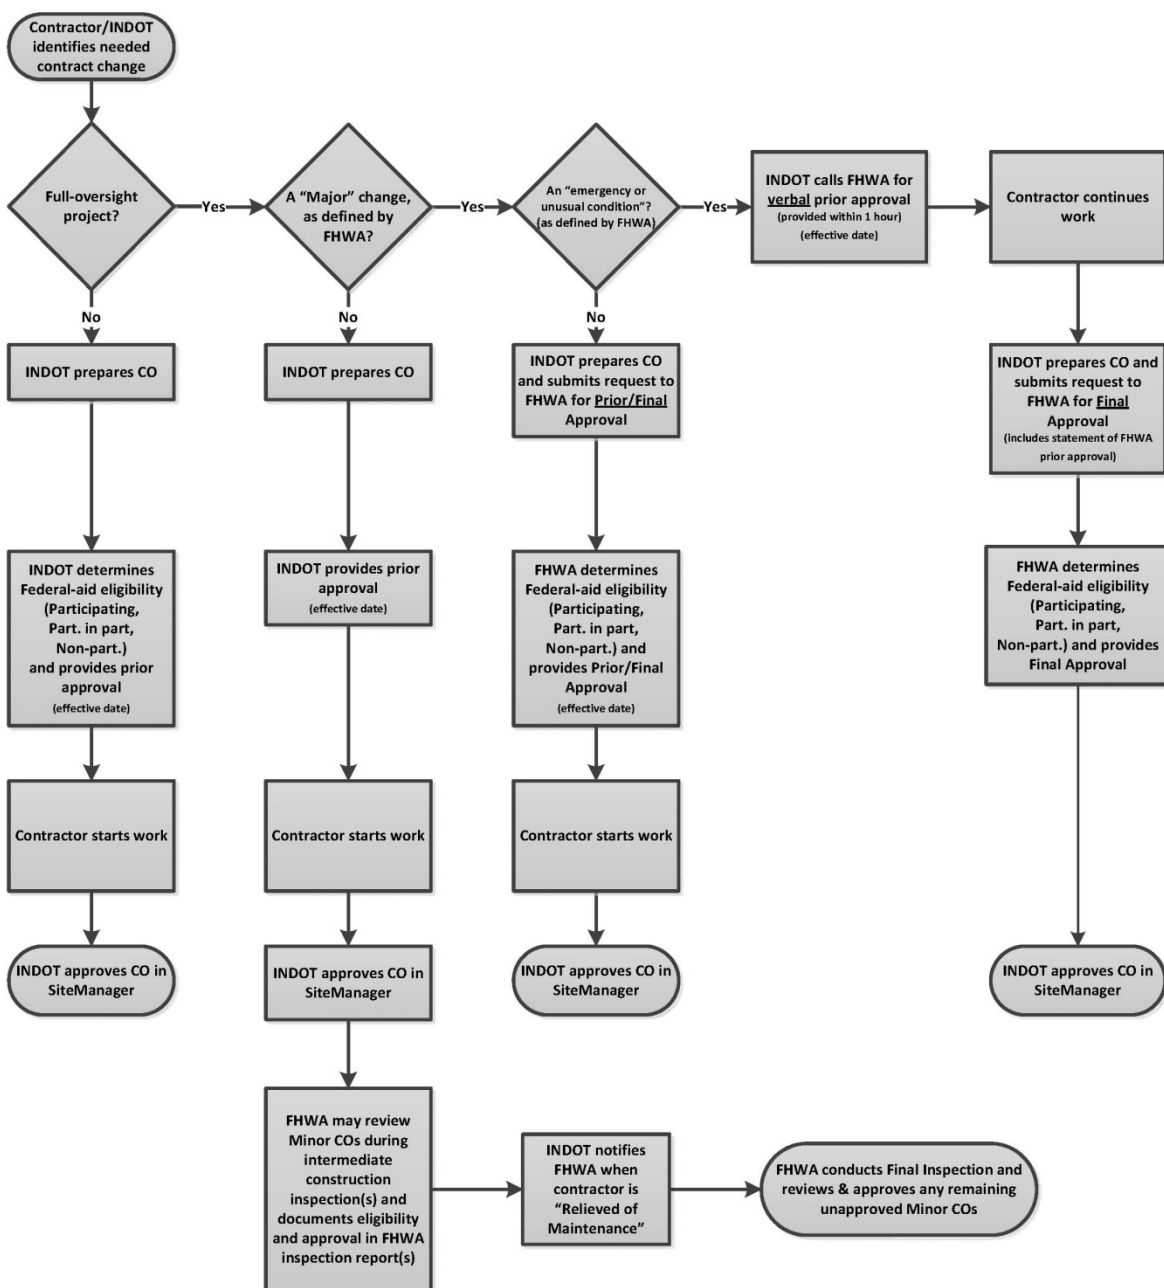 Contractor/INDOT
identifies needed
contract change
Full-oversight
project?
Yes
A “Major” change,
as defined by
FHWA?
Yes
An “emergency or
unusual condition”?
(as defined by FHWA)
Yes
INDOT calls FHWA for
verbal prior approval
(provided within 1 hour)
(effective date)
Contractor continues
work
No
No
No
INDOT prepares CO
INDOT prepares CO
INDOT prepares CO
and submits request to
FHWA for Prior/Final
Approval
INDOT prepares CO and
submits request to
FHWA for Final
Approval
(includes statement of FHWA
prior approval)
INDOT determines
Federal-aid eligibility
(Participating,
Part. in part,
Non-part.)
and provides prior
approval
(effective date)
INDOT provides prior
approval
(effective date)
FHWA determines
Federal-aid eligibility
(Participating,
Part. in part,
Non-part.) and
provides Prior/Final
Approval
(effective date)
FHWA determines
Federal-aid eligibility
(Participating,
Part. in part,
Non-part.) and provides
Final Approval
Contractor starts work
Contractor starts work
Contractor starts work
INDOT approves CO in
SiteManager
INDOT approves CO in
SiteManager
INDOT approves CO in
SiteManager
INDOT approves CO in
SiteManager
FHWA may review
Minor COs during
intermediate
construction
inspection(s) and
documents eligibility
and approval in FHWA
inspection report(s)
INDOT notifies
FHWA when
contractor is
“Relieved of
Maintenance”
FHWA conducts Final Inspection and
reviews & approves any remaining
unapproved Minor COs